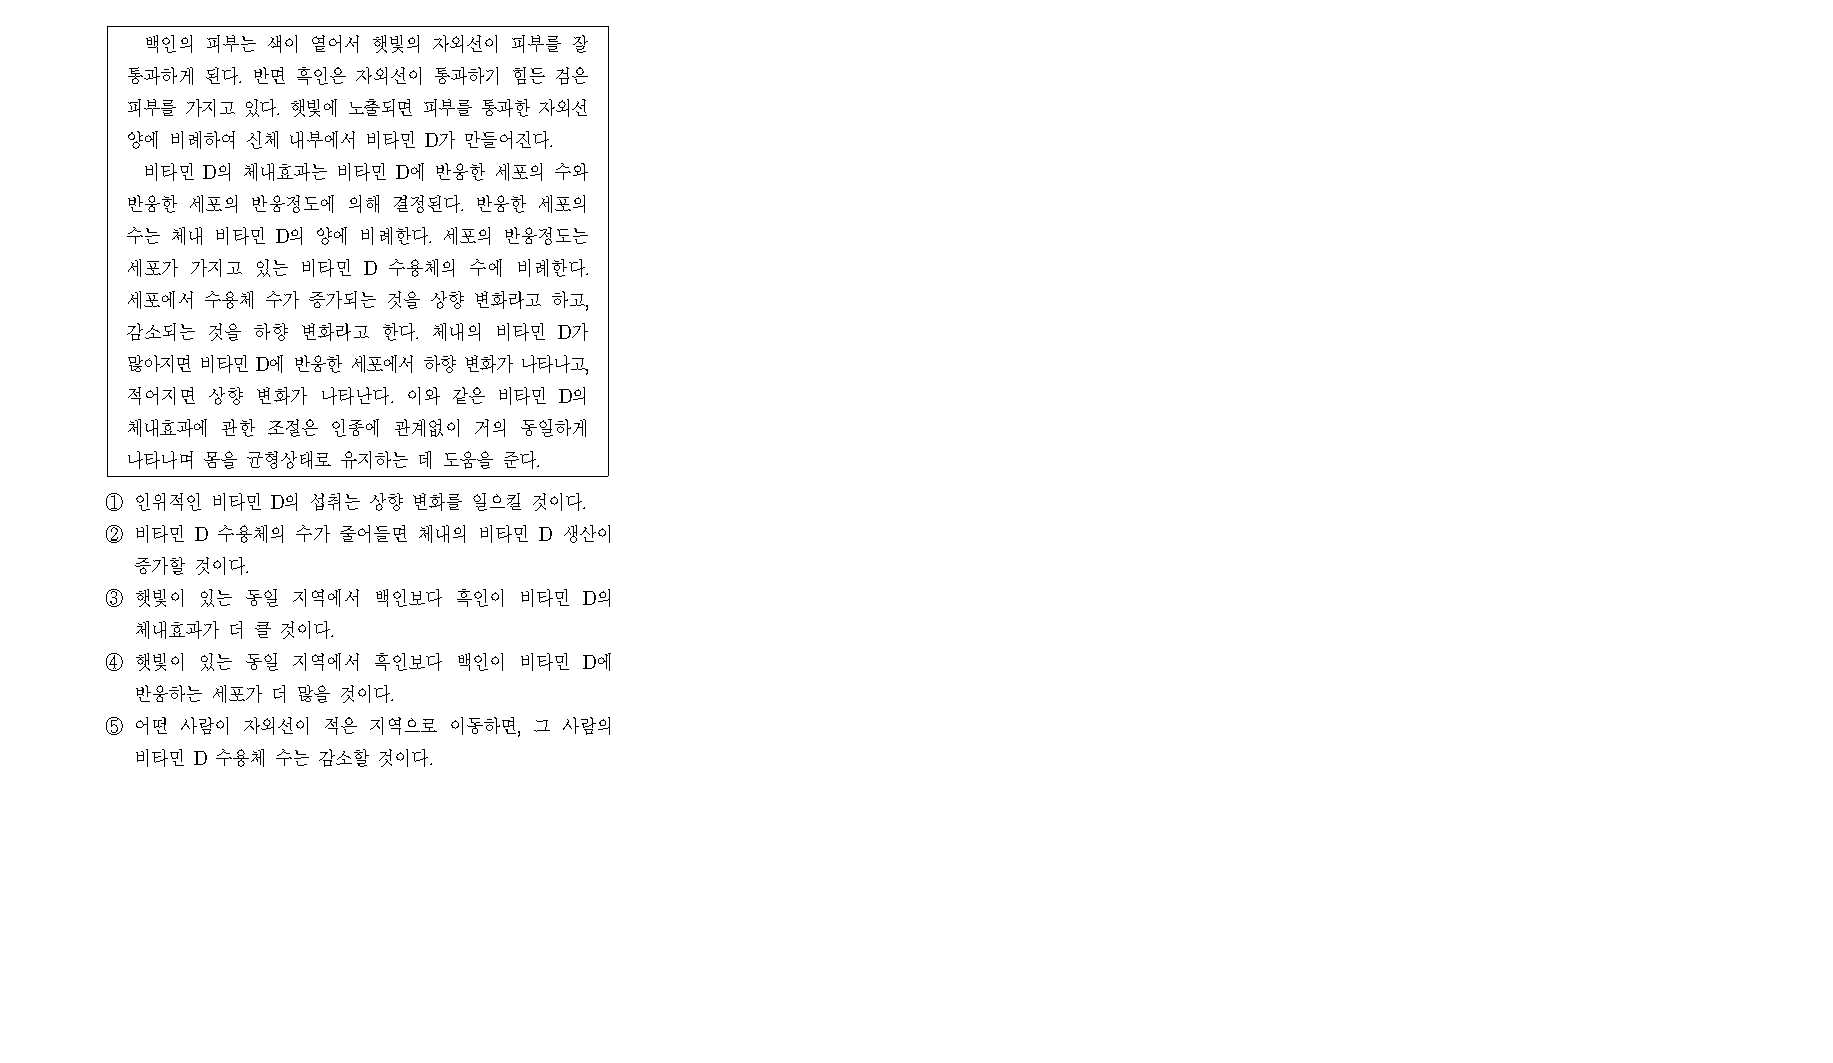 백인의 피부는 색이 옅어서 햇빛의 자외선이 피부를 잘
통과하게 된다. 반면 흑인은 자외선이 통과하기 힘든 검은
피부를 가지고 있다. 햇빛에 노출되면 피부를 통과한 자외선
양에 비례하여 신체 내부에서 비타민 D가 만들어진다.
비타민 D의 체내효과는 비타민 D에 반응한 세포의 수와
반응한 세포의 반응정도에 의해 결정된다. 반응한 세포의
수는 체내 비타민 D의 양에 비례한다. 세포의 반응정도는
세포가 가지고 있는 비타민 D 수용체의 수에 비례한다.
세포에서 수용체 수가 증가되는 것을 상향 변화라고 하고,
감소되는 것을 하향 변화라고 한다. 체내의 비타민 D가
많아지면 비타민 D에 반응한 세포에서 하향 변화가 나타나고,
적어지면 상향 변화가 나타난다. 이와 같은 비타민 D의
체내효과에 관한 조절은 인종에 관계없이 거의 동일하게
나타나며 몸을 균형상태로 유지하는 데 도움을 준다.
① 인위적인 비타민 D의 섭취는 상향 변화를 일으킬 것이다.
② 비타민 D 수용체의 수가 줄어들면 체내의 비타민 D 생산이
증가할 것이다.
③ 햇빛이 있는 동일 지역에서 백인보다 흑인이 비타민 D의
체내효과가 더 클 것이다.
④ 햇빛이 있는 동일 지역에서 흑인보다 백인이 비타민 D에
반응하는 세포가 더 많을 것이다.
⑤ 어떤 사람이 자외선이 적은 지역으로 이동하면, 그 사람의
비타민 D 수용체 수는 감소할 것이다.